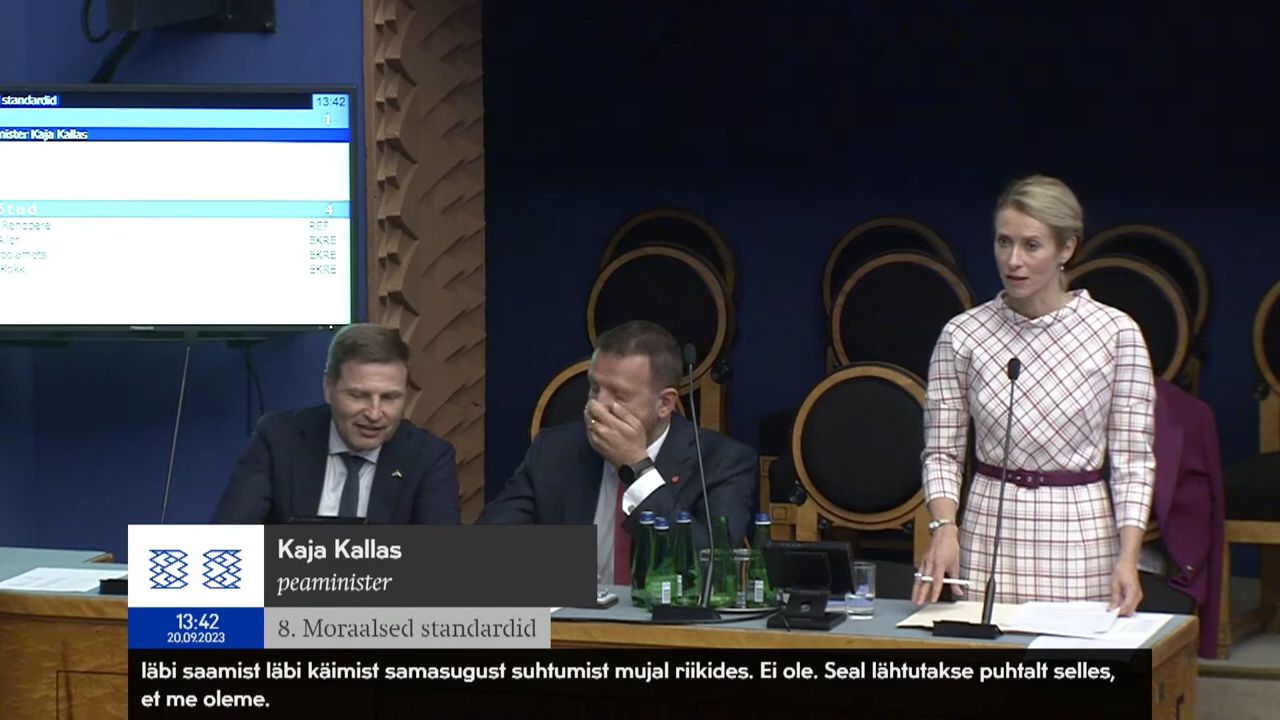 standardid
13:42
1
nister Kaja Kallas
4
REF
EKRE
EKRE
Kokk EKRE
Kaja Kallas
peaminister
13:42
20.09.2023
8. Moraalsed standardid
läbi saamist läbi käimist samasugust suhtumist mujal riikides. Ei ole. Seal lähtutakse puhtalt selles,
et me oleme.